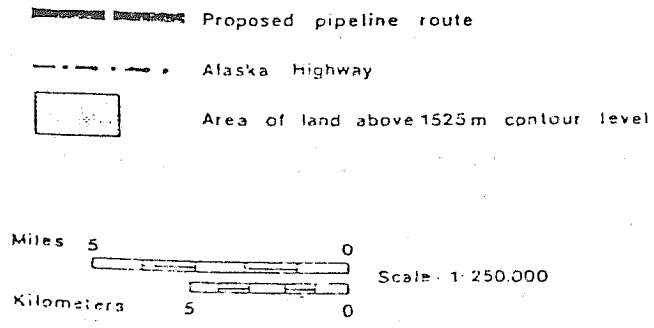 Proposed pipeline route
Alaska Highway
Area of land above 1525m contour level
Miles 5 0
Scale · 1:250.000
Kilometers 5 0